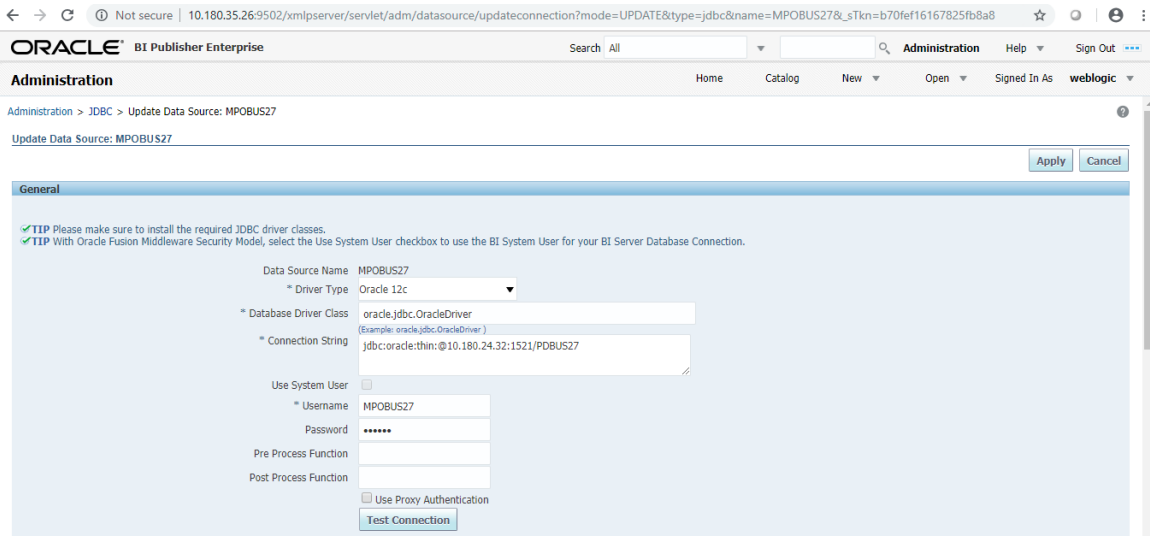 Not secure | 10.180.35.26:9502/xmlpserver/servlet/adm/datasource/updateconnection?mode=UPDATE&type=jdbc&name=MPOBUS27&_sTkn=b70fef16167825fb8a8
ORACLE BI Publisher Enterprise Search All Administration Help Sign Out
Administration Home Catalog New Open Signed In As weblogic
Administration > JDBC > Update Data Source: MPOBUS27
Update Data Source: MPOBUS27
Apply Cancel
General
TIP Please make sure to install the required JDBC driver classes.
TIP With Oracle Fusion Middleware Security Model, select the Use System User checkbox to use the BI System User for your BI Server Database Connection.
Data Source Name MPOBUS27
* Driver Type Oracle 12c
* Database Driver Class oracle.jdbc.OracleDriver
(Example: oracle.jdbc.OracleDriver )
* Connection String jdbc:oracle:thin:@10.180.24.32:1521/PDBUS27
Use System User
* Username MPOBUS27
Password ••••••
Pre Process Function
Post Process Function
Use Proxy Authentication
Test Connection